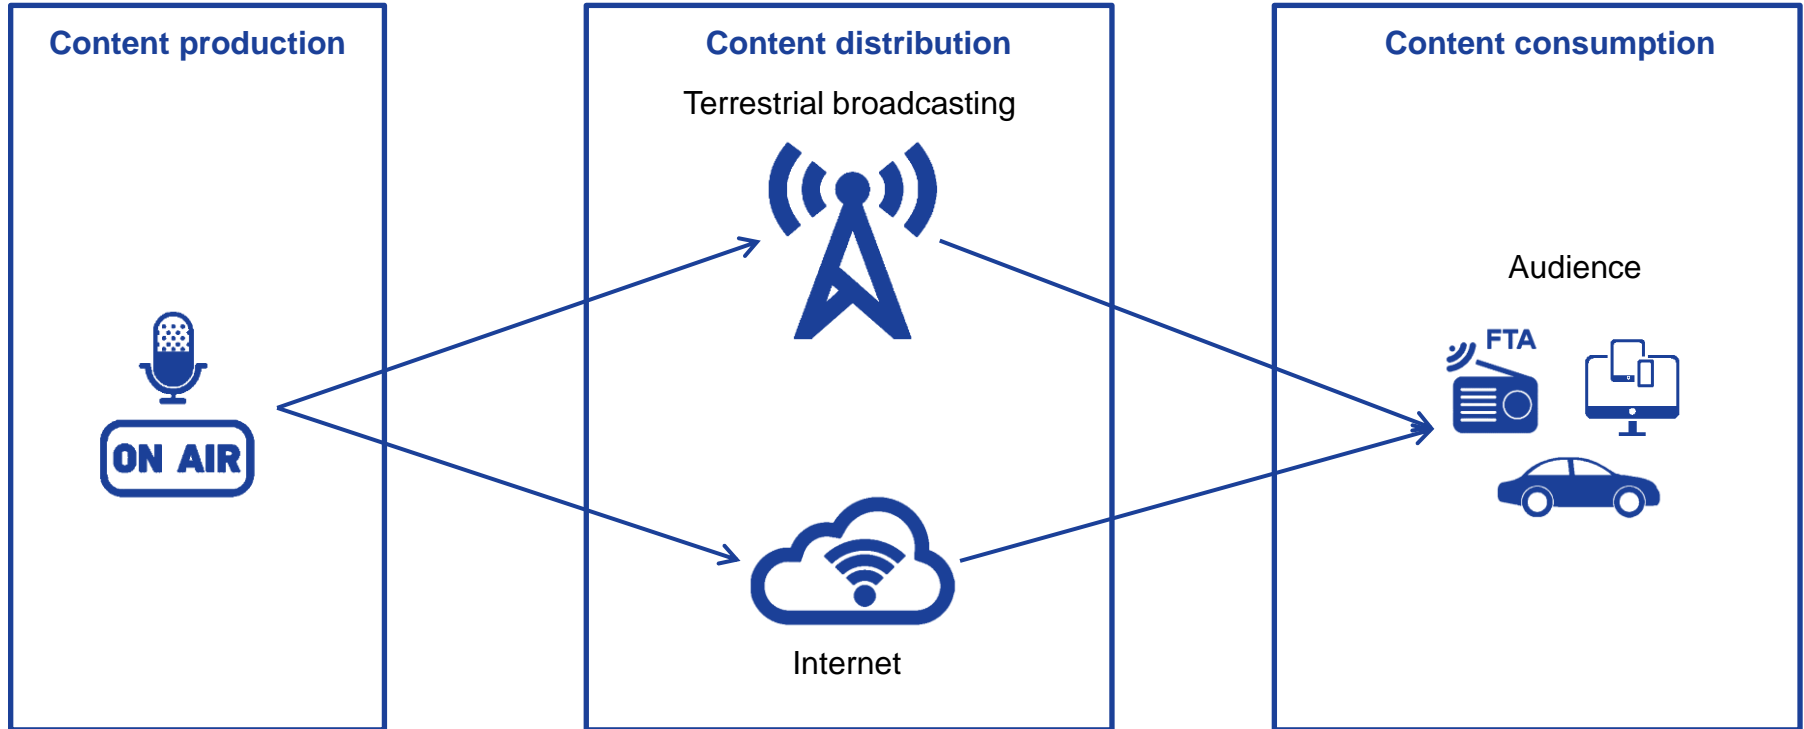 Content production
ON AIR
Content distribution
Terrestrial broadcasting
Internet
Content consumption
Audience
FTA